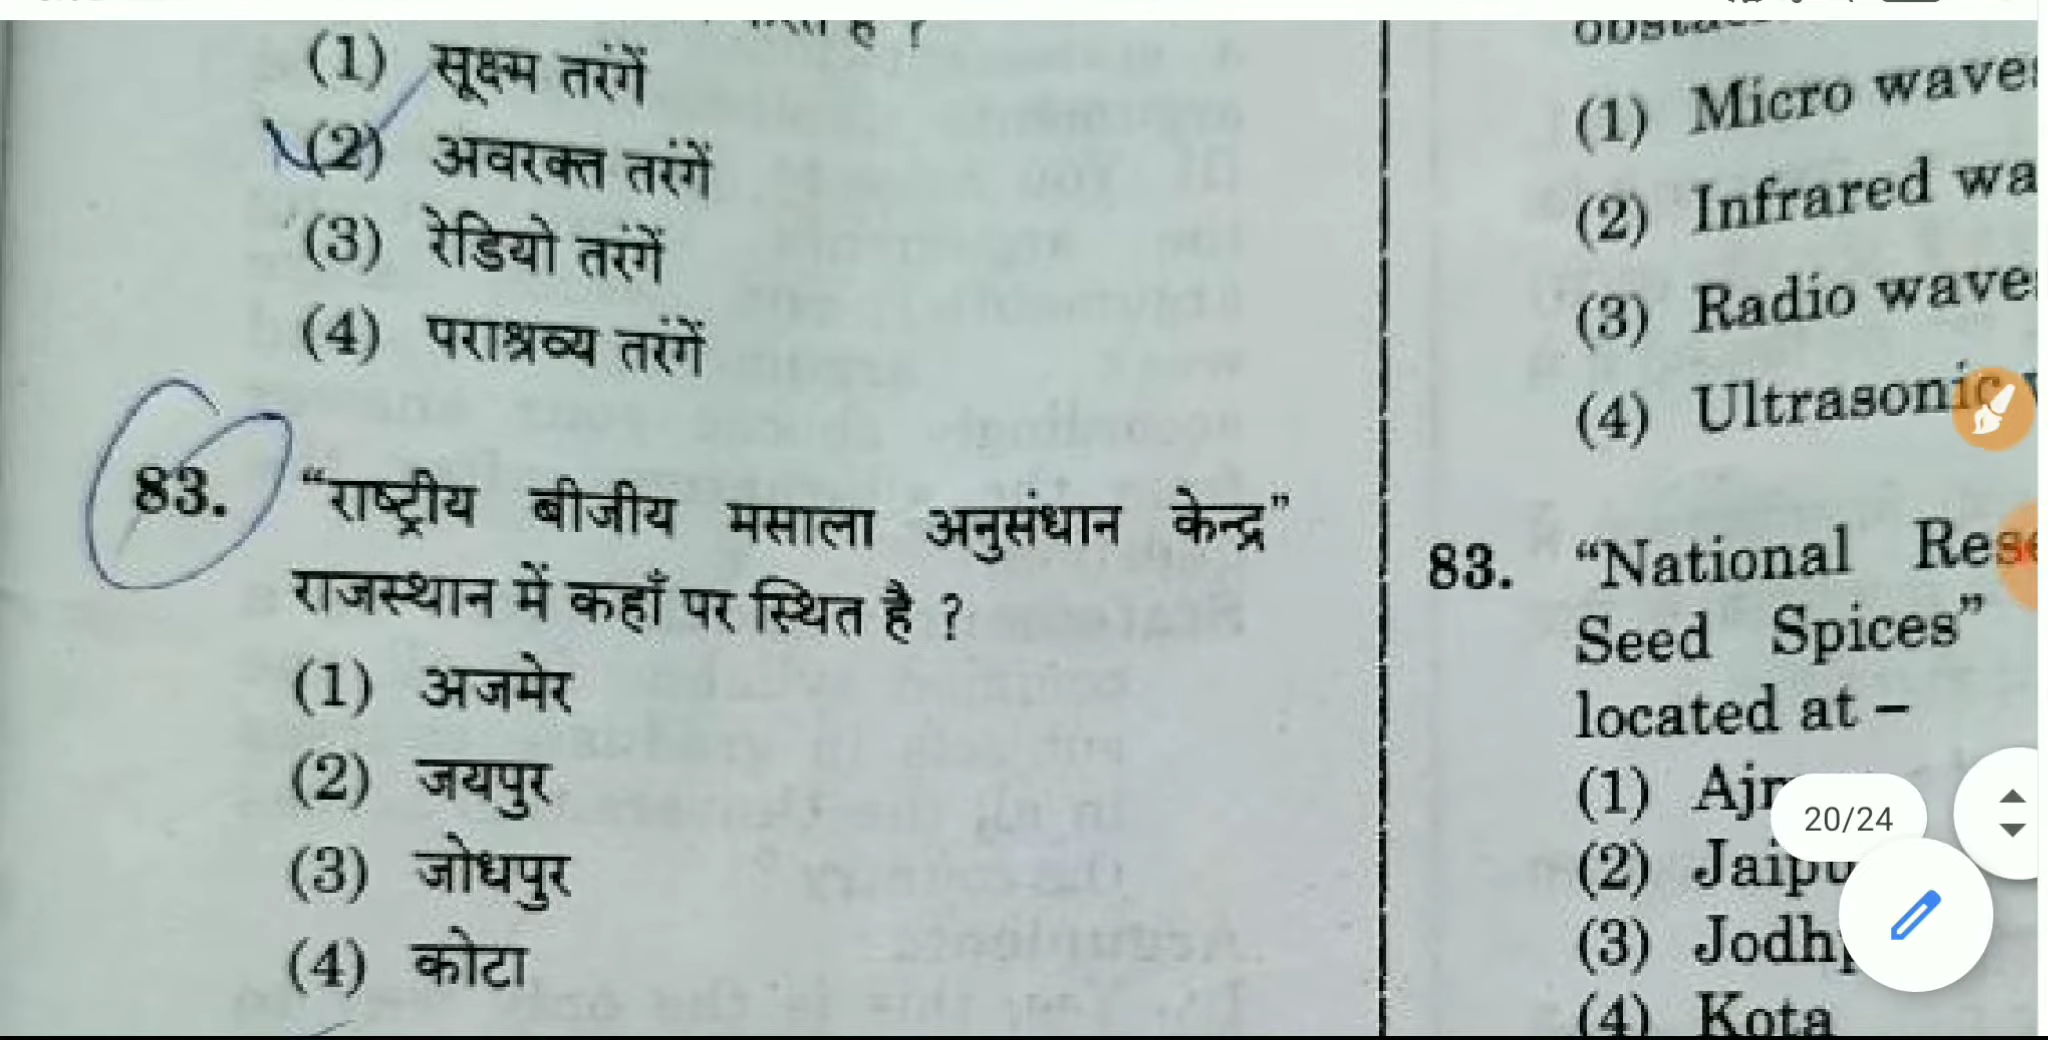 (1) सूक्ष्म तरंगें
(2) अवरक्त तरंगें
(3) रेडियो तरंगें
(4) पराश्रव्य तरंगें
83. “राष्ट्रीय बीजीय मसाला अनुसंधान केन्द्र”
राजस्थान में कहाँ पर स्थित है ?
(1) अजमेर
(2) जयपुर
(3) जोधपुर
(4) कोटा
(1) Micro wave
(2) Infrared wa
(3) Radio wave
(4) Ultrasonic
83. “National Res
Seed Spices”
located at –
(1) Aj
(2) Jaipu
(3) Jodh
(4) Kota
20/24